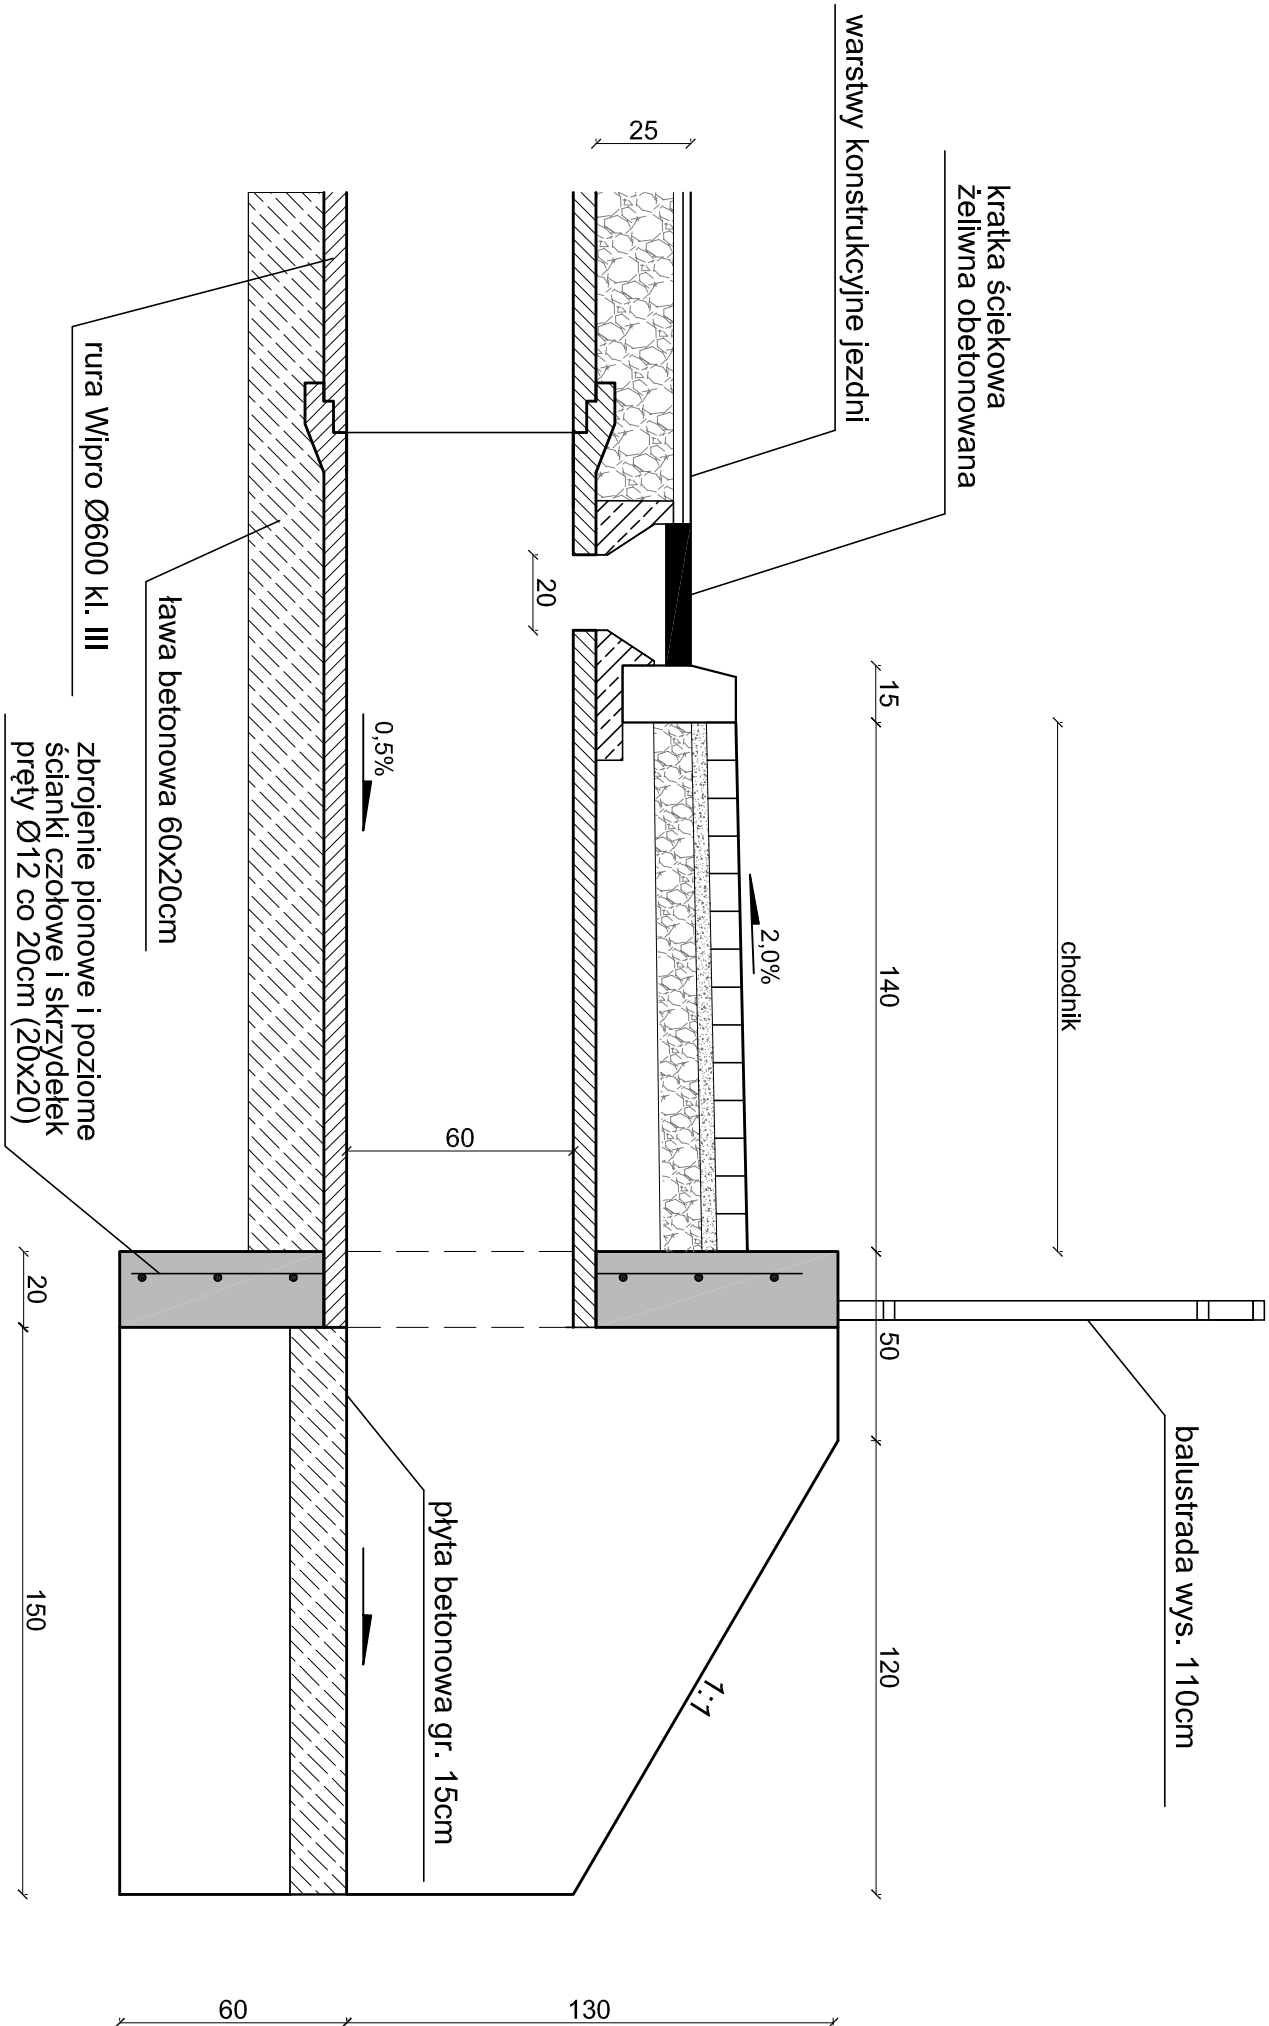 kratka ściekowa
żeliwna obetonowana
warstwy konstrukcyjne jezdni
25
20
15
140
50
120
chodnik
2,0%
balustrada wys. 110cm
1:1
60
0,5%
płyta betonowa gr. 15cm
rura Wipro Ø600 kl. III
ława betonowa 60x20cm
zbrojenie pionowe i poziome
ścianki czołowe i skrzydełek
pręty Ø12 co 20cm (20x20)
20
150
60
130